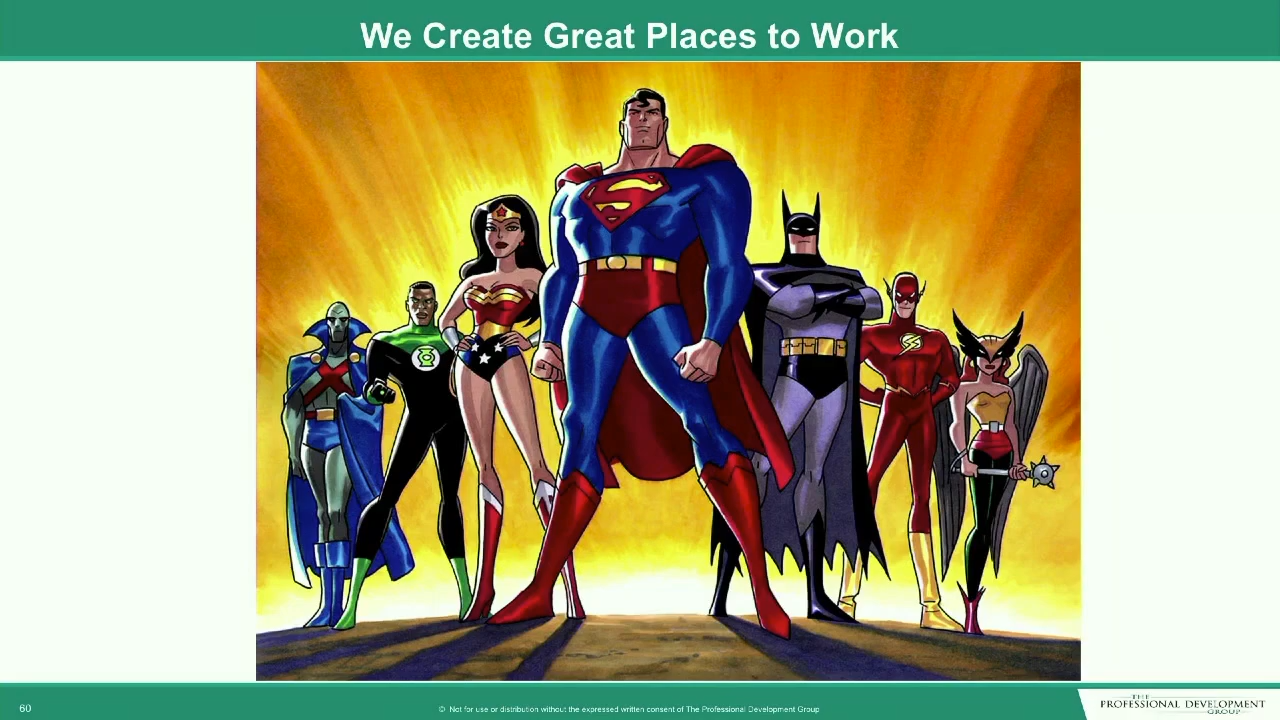 We Create Great Places to Work
60
© Not for use or distribution without the expressed written consent of The Professional Development Group
THE
PROFESSIONAL DEVELOPMENT
GROUP